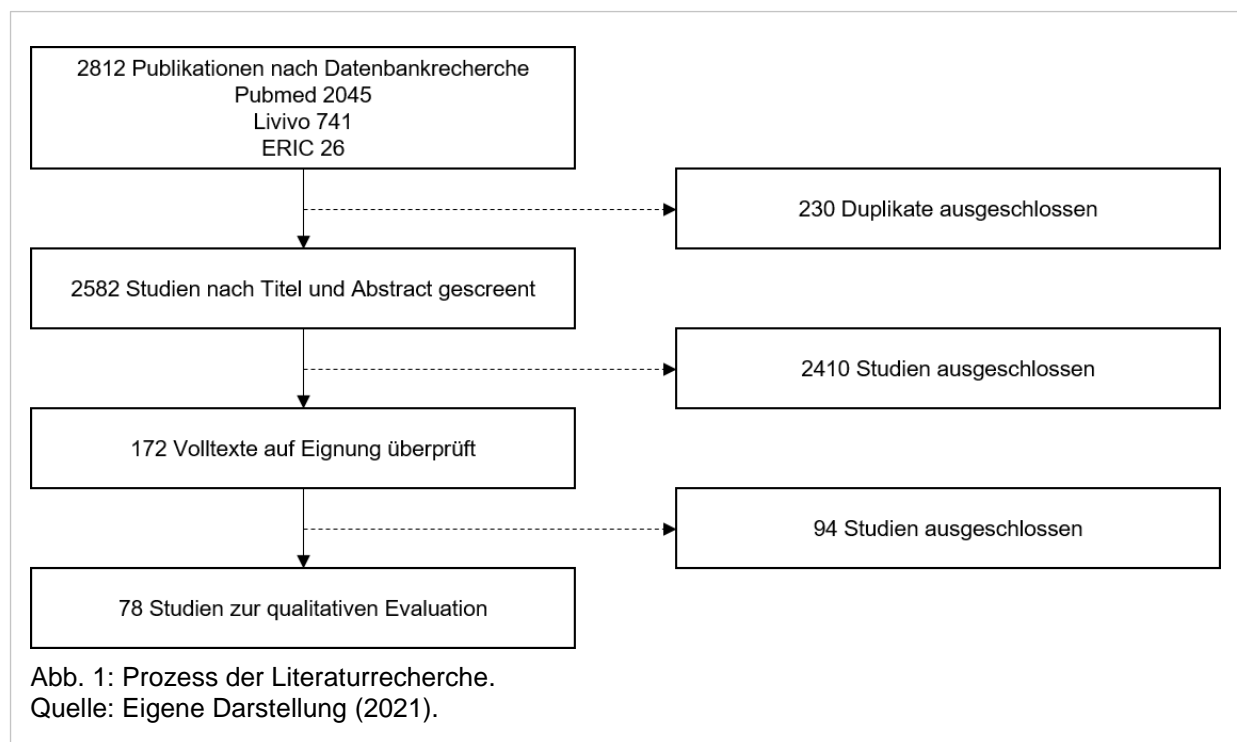 2812 Publikationen nach Datenbankrecherche
Pubmed 2045
Livivo 741
ERIC 26
230 Duplikate ausgeschlossen
2582 Studien nach Titel und Abstract gescreent
2410 Studien ausgeschlossen
172 Volltexte auf Eignung überprüft
94 Studien ausgeschlossen
78 Studien zur qualitativen Evaluation
Abb. 1: Prozess der Literaturrecherche.
Quelle: Eigene Darstellung (2021).